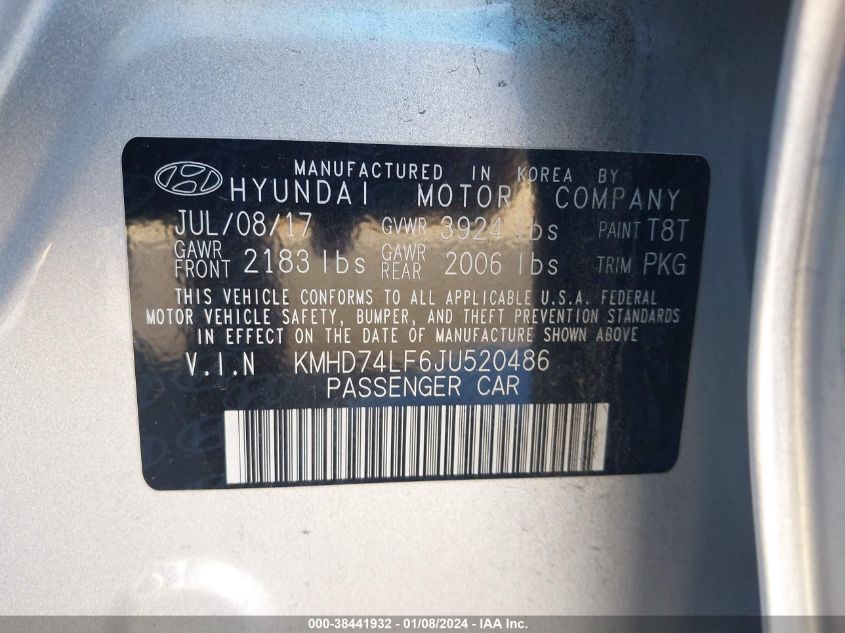 MANUFACTURED IN KOREA BY
HYUNDAI MOTOR COMPANY
JUL/08/17 GVWR 3924 lbs PAINT T8T
GAWR FRONT 2183 lbs GAWR REAR 2006 lbs TRIM PKG
THIS VEHICLE CONFORMS TO ALL APPLICABLE U.S.A. FEDERAL
MOTOR VEHICLE SAFETY, BUMPER, AND THEFT PREVENTION STANDARDS
IN EFFECT ON THE DATE OF MANUFACTURE SHOWN ABOVE
V.I.N KMHD74LF6JU520486
PASSENGER CAR
000-38441932 - 01/08/2024 - IAA Inc.